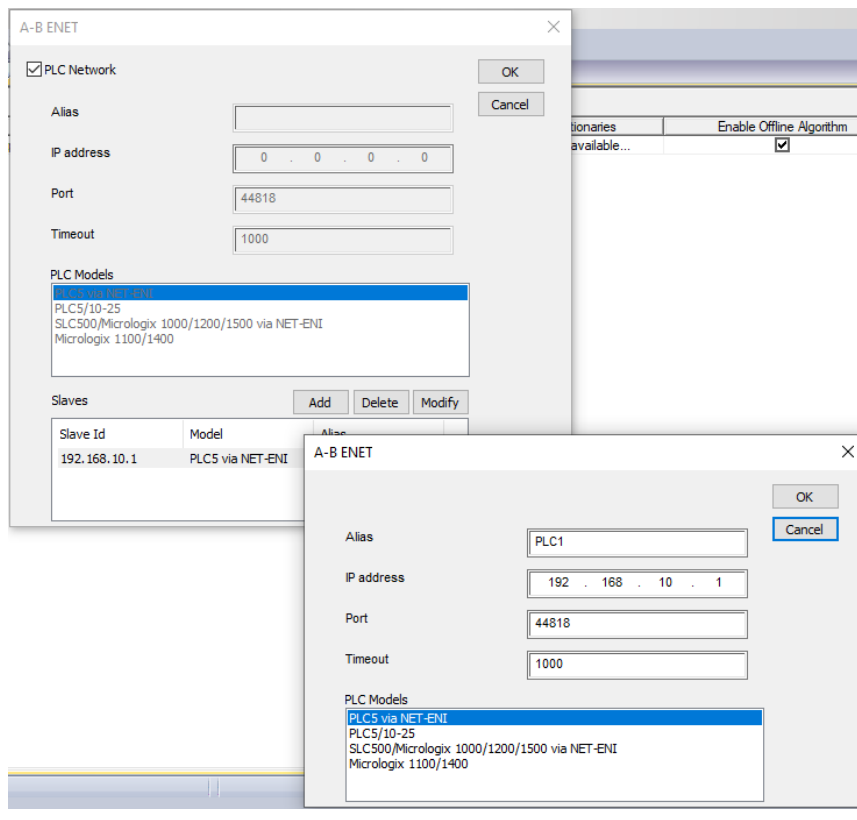 A-B ENET
PLC Network
OK
Cancel
Alias
IP address
0 . 0 . 0 . 0
Port
44818
Timeout
1000
PLC Models
PLC5 via NET-ENI
PLC5/10-25
SLC500/Micrologix 1000/1200/1500 via NET-ENI
Micrologix 1100/1400
Slaves
Add
Delete
Modify
Slave Id Model Alias
192.168.10.1 PLC5 via NET-ENI
tionaries Enable Offline Algorithm
available...
A-B ENET
OK
Cancel
Alias
PLC1
IP address
192 . 168 . 10 . 1
Port
44818
Timeout
1000
PLC Models
PLC5 via NET-ENI
PLC5/10-25
SLC500/Micrologix 1000/1200/1500 via NET-ENI
Micrologix 1100/1400